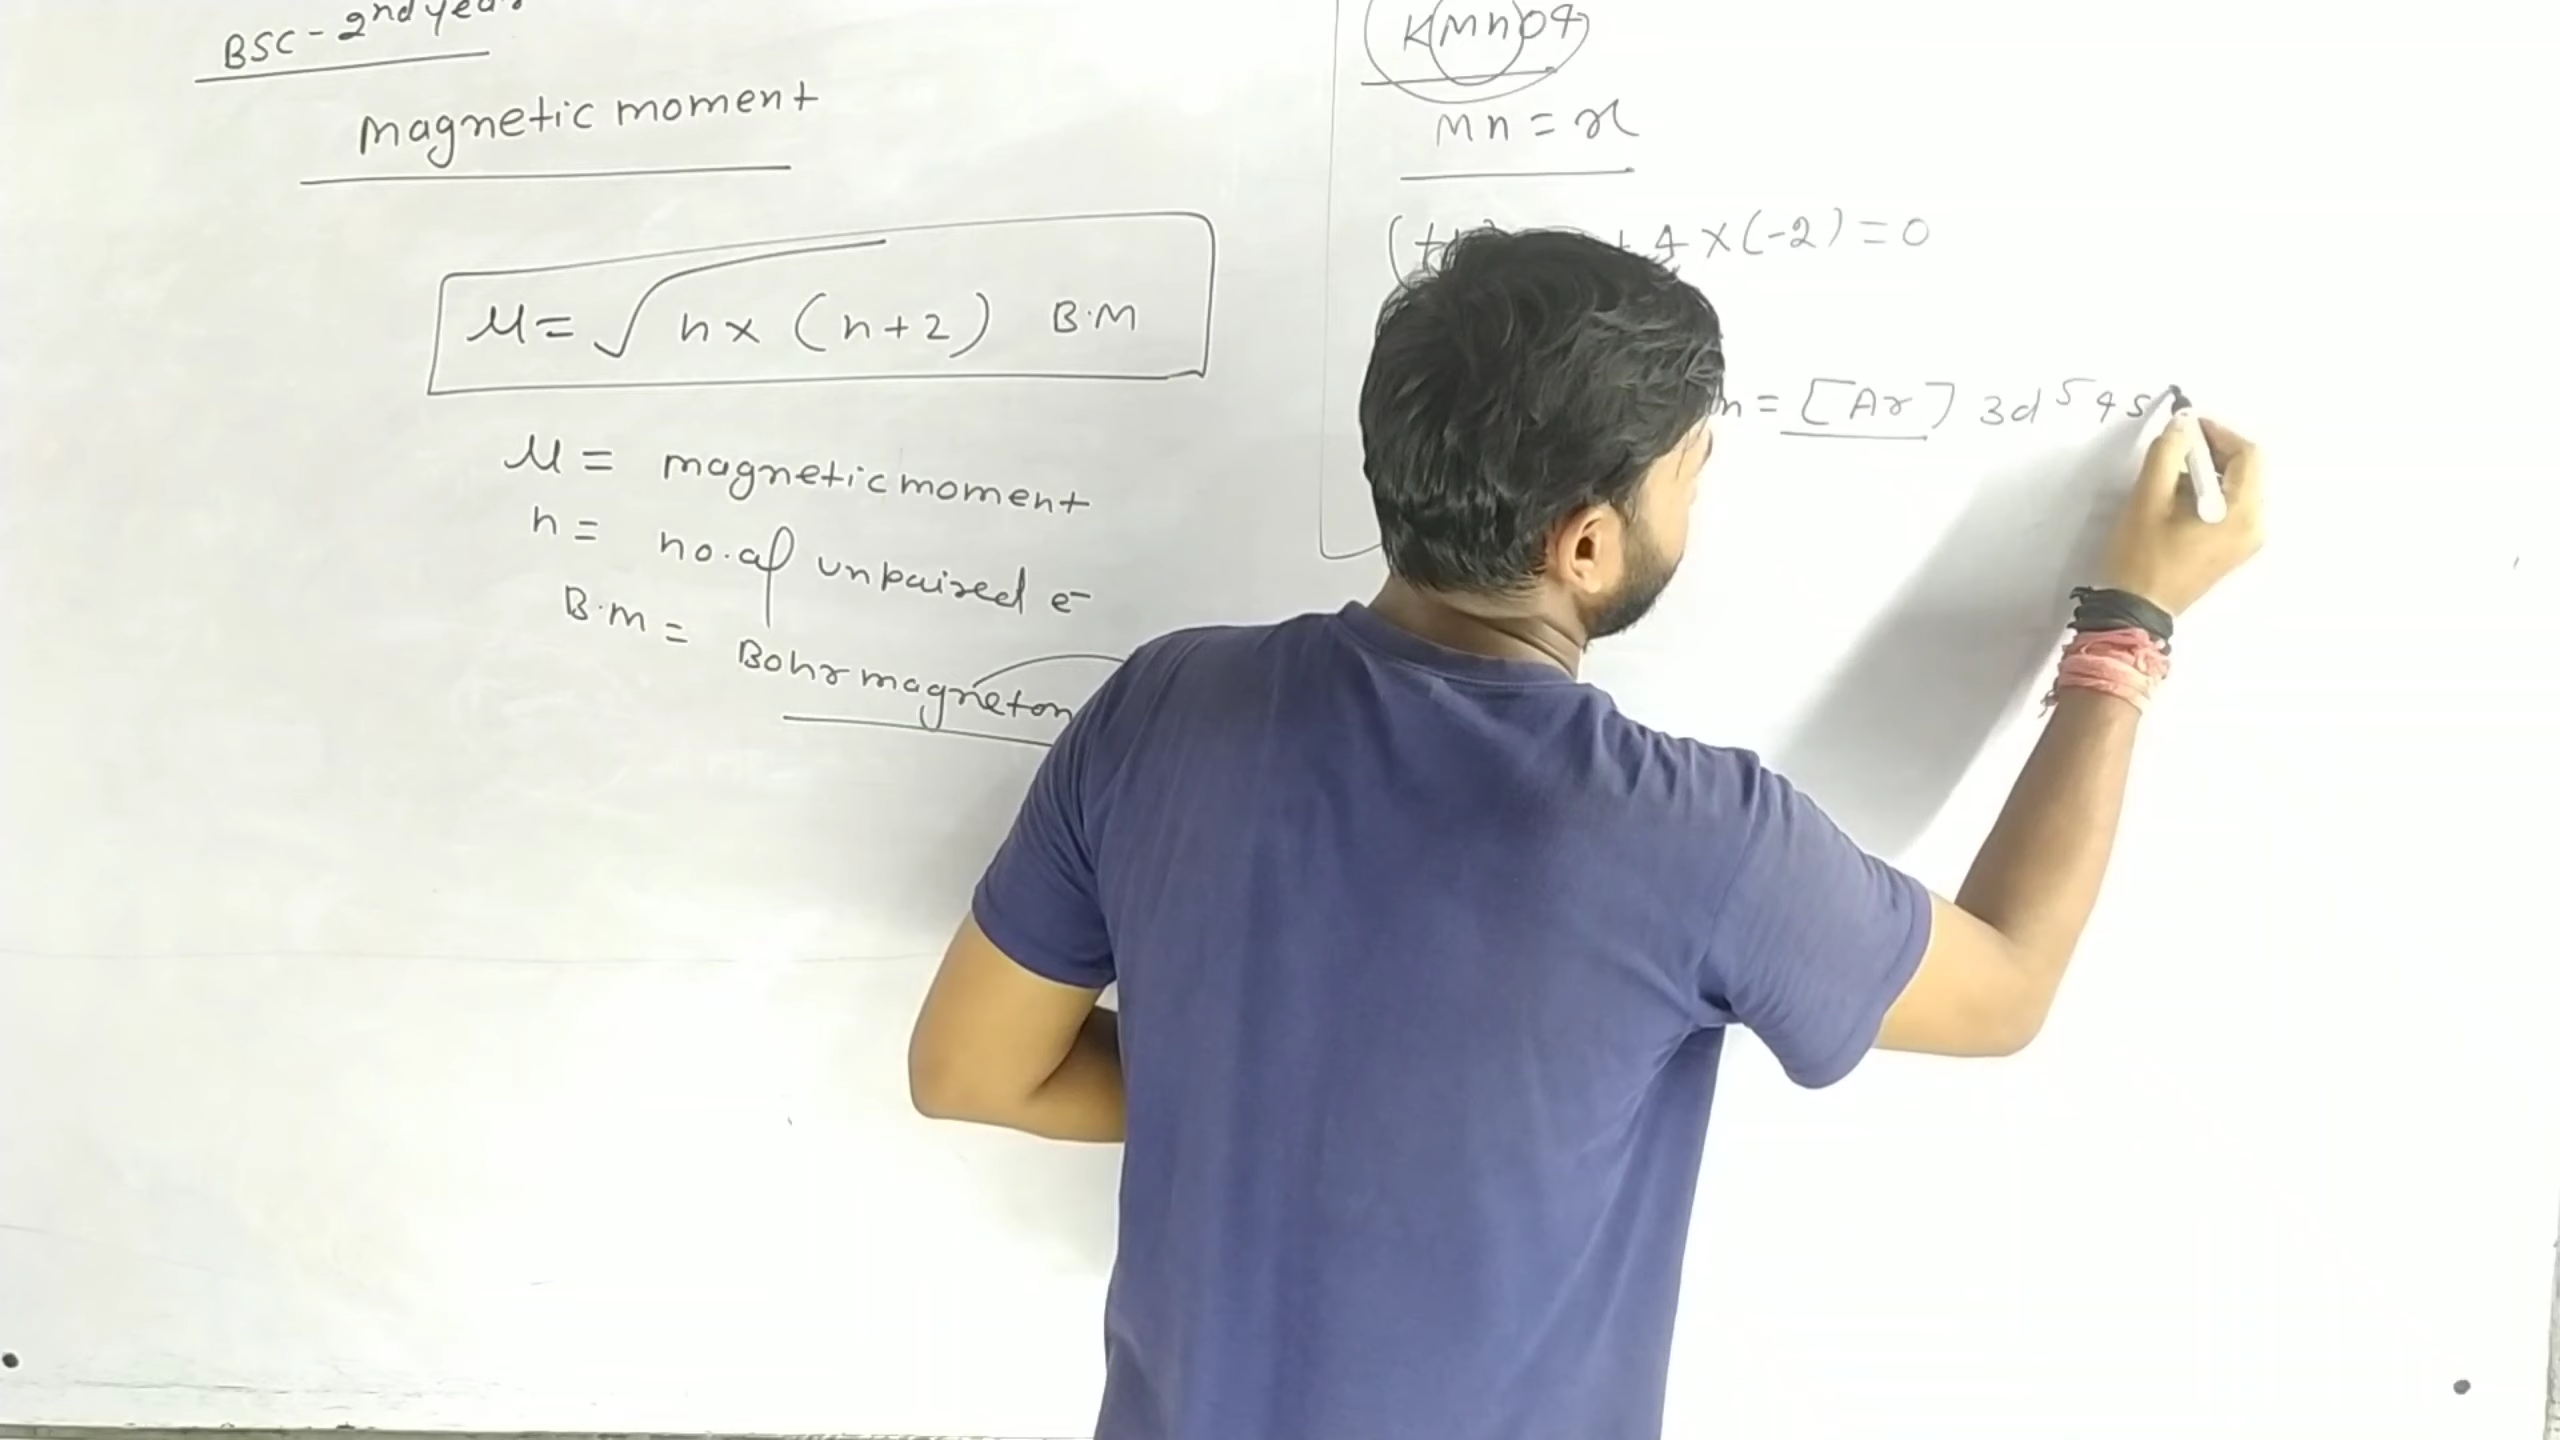 BSC - 2nd year
Magnetic moment
μ = √ n × (n+2) B.M
μ = magnetic moment
n = no. of unpaired e-
B.M = Bohr magneton
KMnO4
Mn = x
4 × (-2) = 0
n = [Ar] 3d⁵ 4s